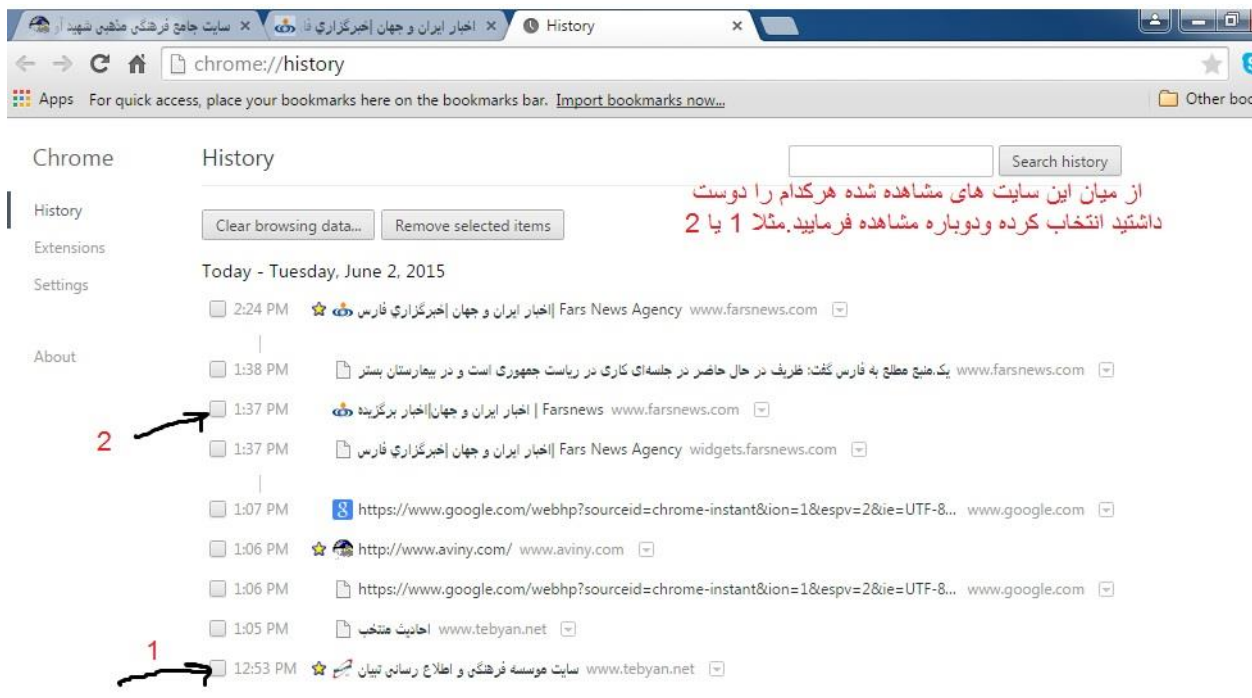 سایت جامع فرهنگی مذهبی شهید آو
اخبار ایران و جهان |خبرگزاري فا
History
chrome://history
Apps For quick access, place your bookmarks here on the bookmarks bar. Import bookmarks now...
Other boo
Chrome
History
Search history
از میان این سایت های مشاهده شده هرکدام را دوست
داشتید انتخاب کرده ودوباره مشاهده فرمایید.مثلا 1 یا 2
History
Extensions
Settings
About
Clear browsing data...
Remove selected items
Today - Tuesday, June 2, 2015
2:24 PM اخبار ایران و جهان |خبرگزاري فارس| Fars News Agency www.farsnews.com
1:38 PM یک‌منبع مطلع به فارس گفت: ظریف در حال حاضر در جلسه‌ای کاری در ریاست جمهوری است و در بیمارستان بستر www.farsnews.com
2
1:37 PM اخبار ایران و جهان|اخبار برگزیده | Farsnews www.farsnews.com
1:37 PM اخبار ایران و جهان |خبرگزاري فارس| Fars News Agency widgets.farsnews.com
1:07 PM https://www.google.com/webhp?sourceid=chrome-instant&ion=1&espv=2&ie=UTF-8... www.google.com
1:06 PM http://www.aviny.com/ www.aviny.com
1:06 PM https://www.google.com/webhp?sourceid=chrome-instant&ion=1&espv=2&ie=UTF-8... www.google.com
1:05 PM احادیث منتخب www.tebyan.net
1
12:53 PM سایت موسسه فرهنگی و اطلاع رسانی تبیان www.tebyan.net